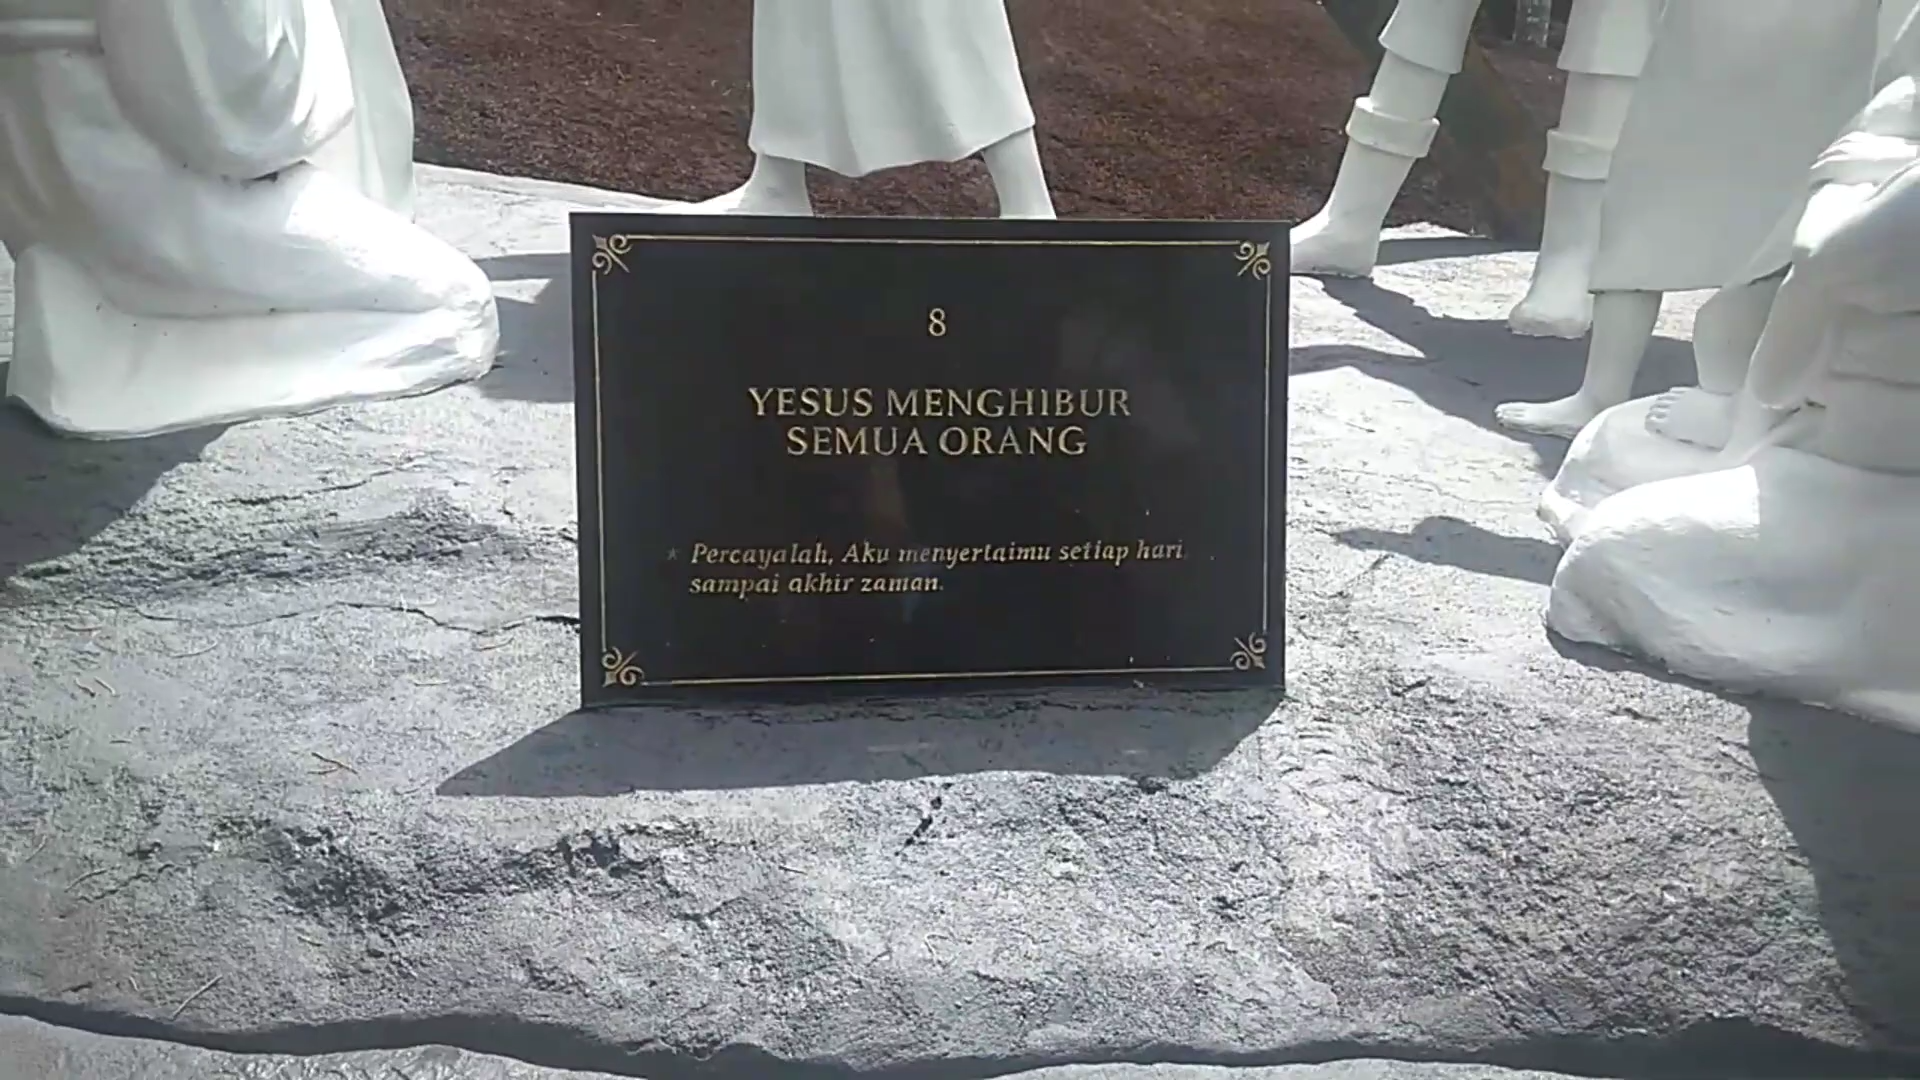 8
YESUS MENGHIBUR
SEMUA ORANG
* Percayalah, Aku menyertaimu setiap hari
sampai akhir zaman.